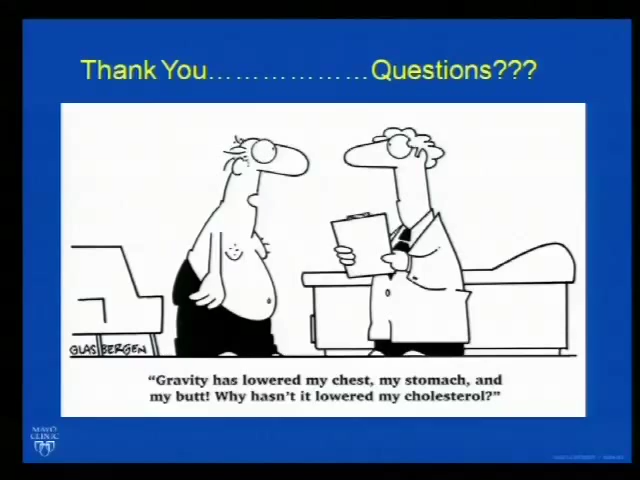 Thank You………………Questions???
GLASBERGEN
“Gravity has lowered my chest, my stomach, and
my butt! Why hasn’t it lowered my cholesterol?”
MAYO
CLINIC